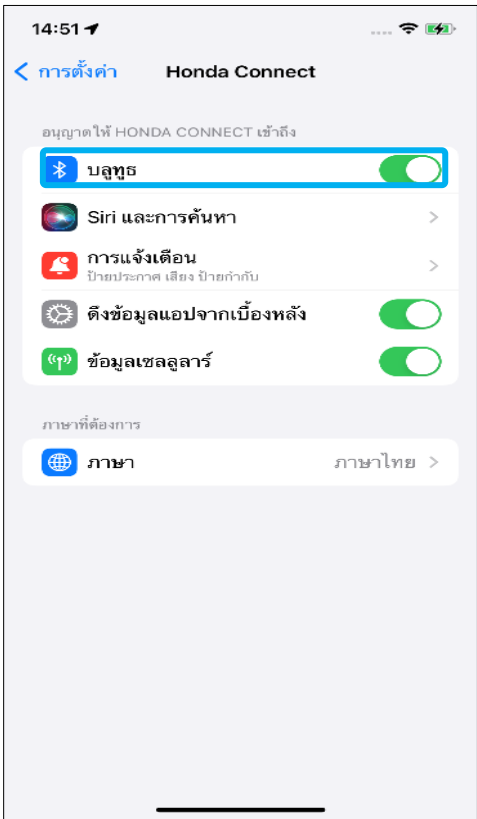 14:51
การตั้งค่า Honda Connect
อนุญาตให้ HONDA CONNECT เข้าถึง
บลูทูธ
Siri และการค้นหา
การแจ้งเตือน
ป้ายประกาศ เสียง ป้ายกำกับ
ดึงข้อมูลแอปจากเบื้องหลัง
ข้อมูลเซลลูลาร์
ภาษาที่ต้องการ
ภาษา ภาษาไทย